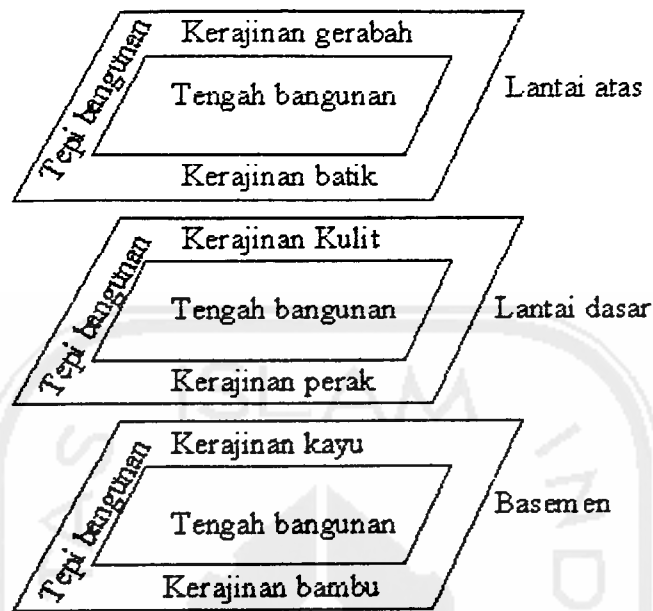 Kerajinan gerabah
Tepi bangunan
Tengah bangunan
Lantai atas
Kerajinan batik
Kerajinan Kulit
Tepi bangunan
Tengah bangunan
Lantai dasar
Kerajinan perak
Kerajinan kayu
Tepi bangunan
Tengah bangunan
Basemen
Kerajinan bambu
ISLAM